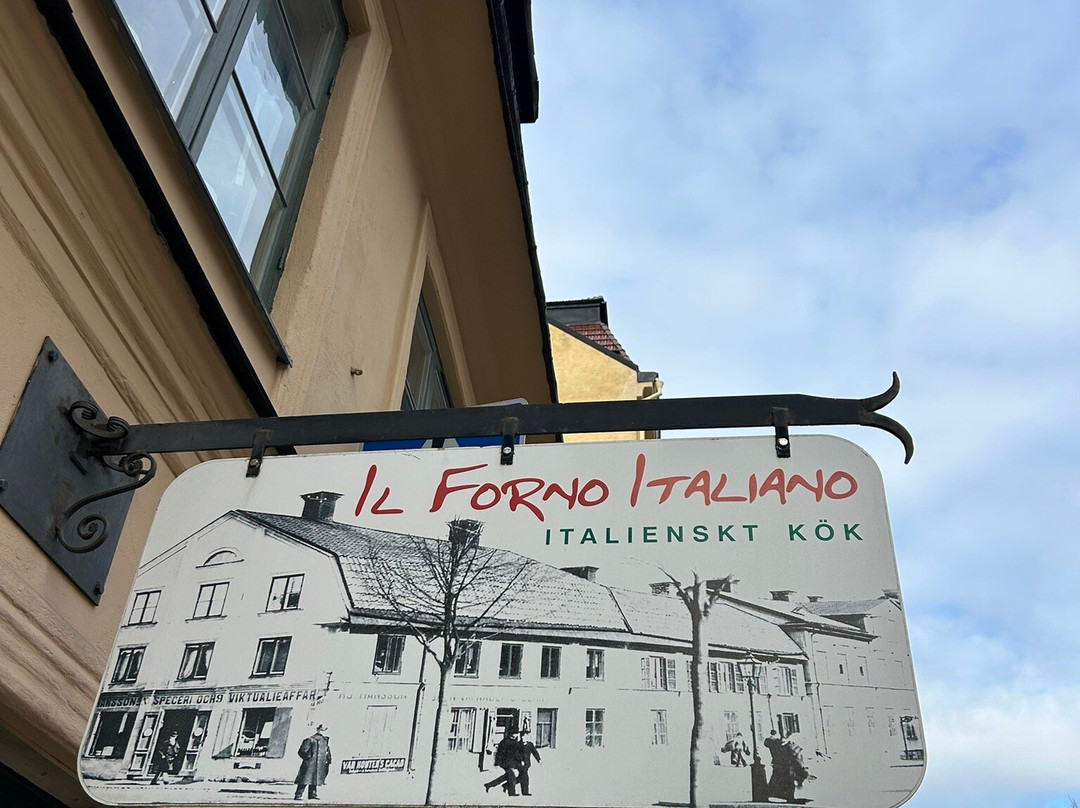 IL FORNO ITALIANO
ITALIENSKT KÖK
SPECERI OCH VIKTUALIEAFFÄR
VAN HOUTEN'S CACAO